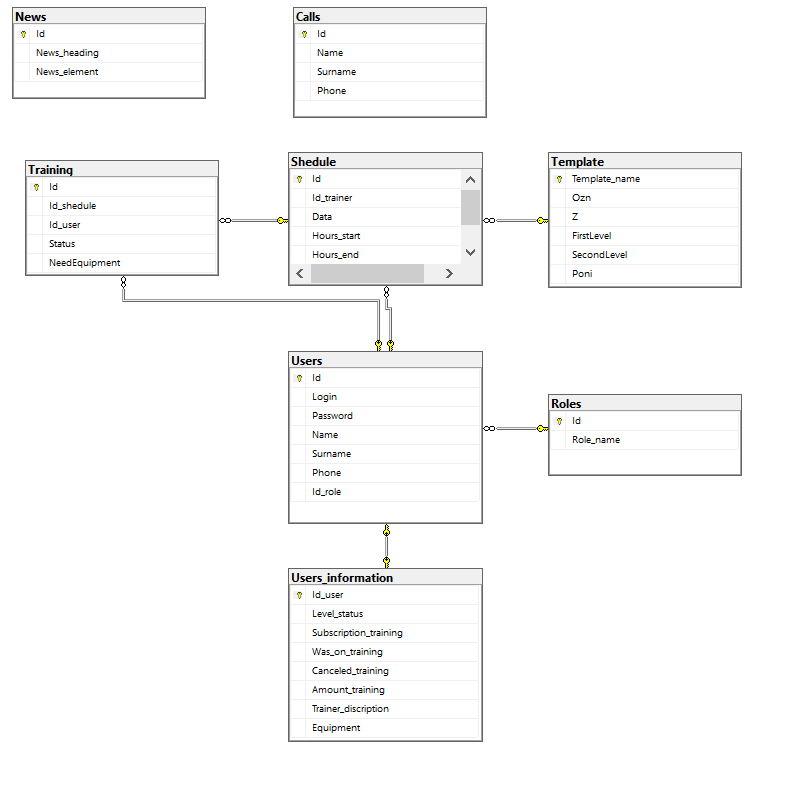 News
Id
News_heading
News_element
Calls
Id
Name
Surname
Phone
Training
Id
Id_shedule
Id_user
Status
NeedEquipment
Shedule
Id
Id_trainer
Data
Hours_start
Hours_end
Template
Template_name
Ozn
Z
FirstLevel
SecondLevel
Poni
Users
Id
Login
Password
Name
Surname
Phone
Id_role
Roles
Id
Role_name
Users_information
Id_user
Level_status
Subscription_training
Was_on_training
Canceled_training
Amount_training
Trainer_discription
Equipment